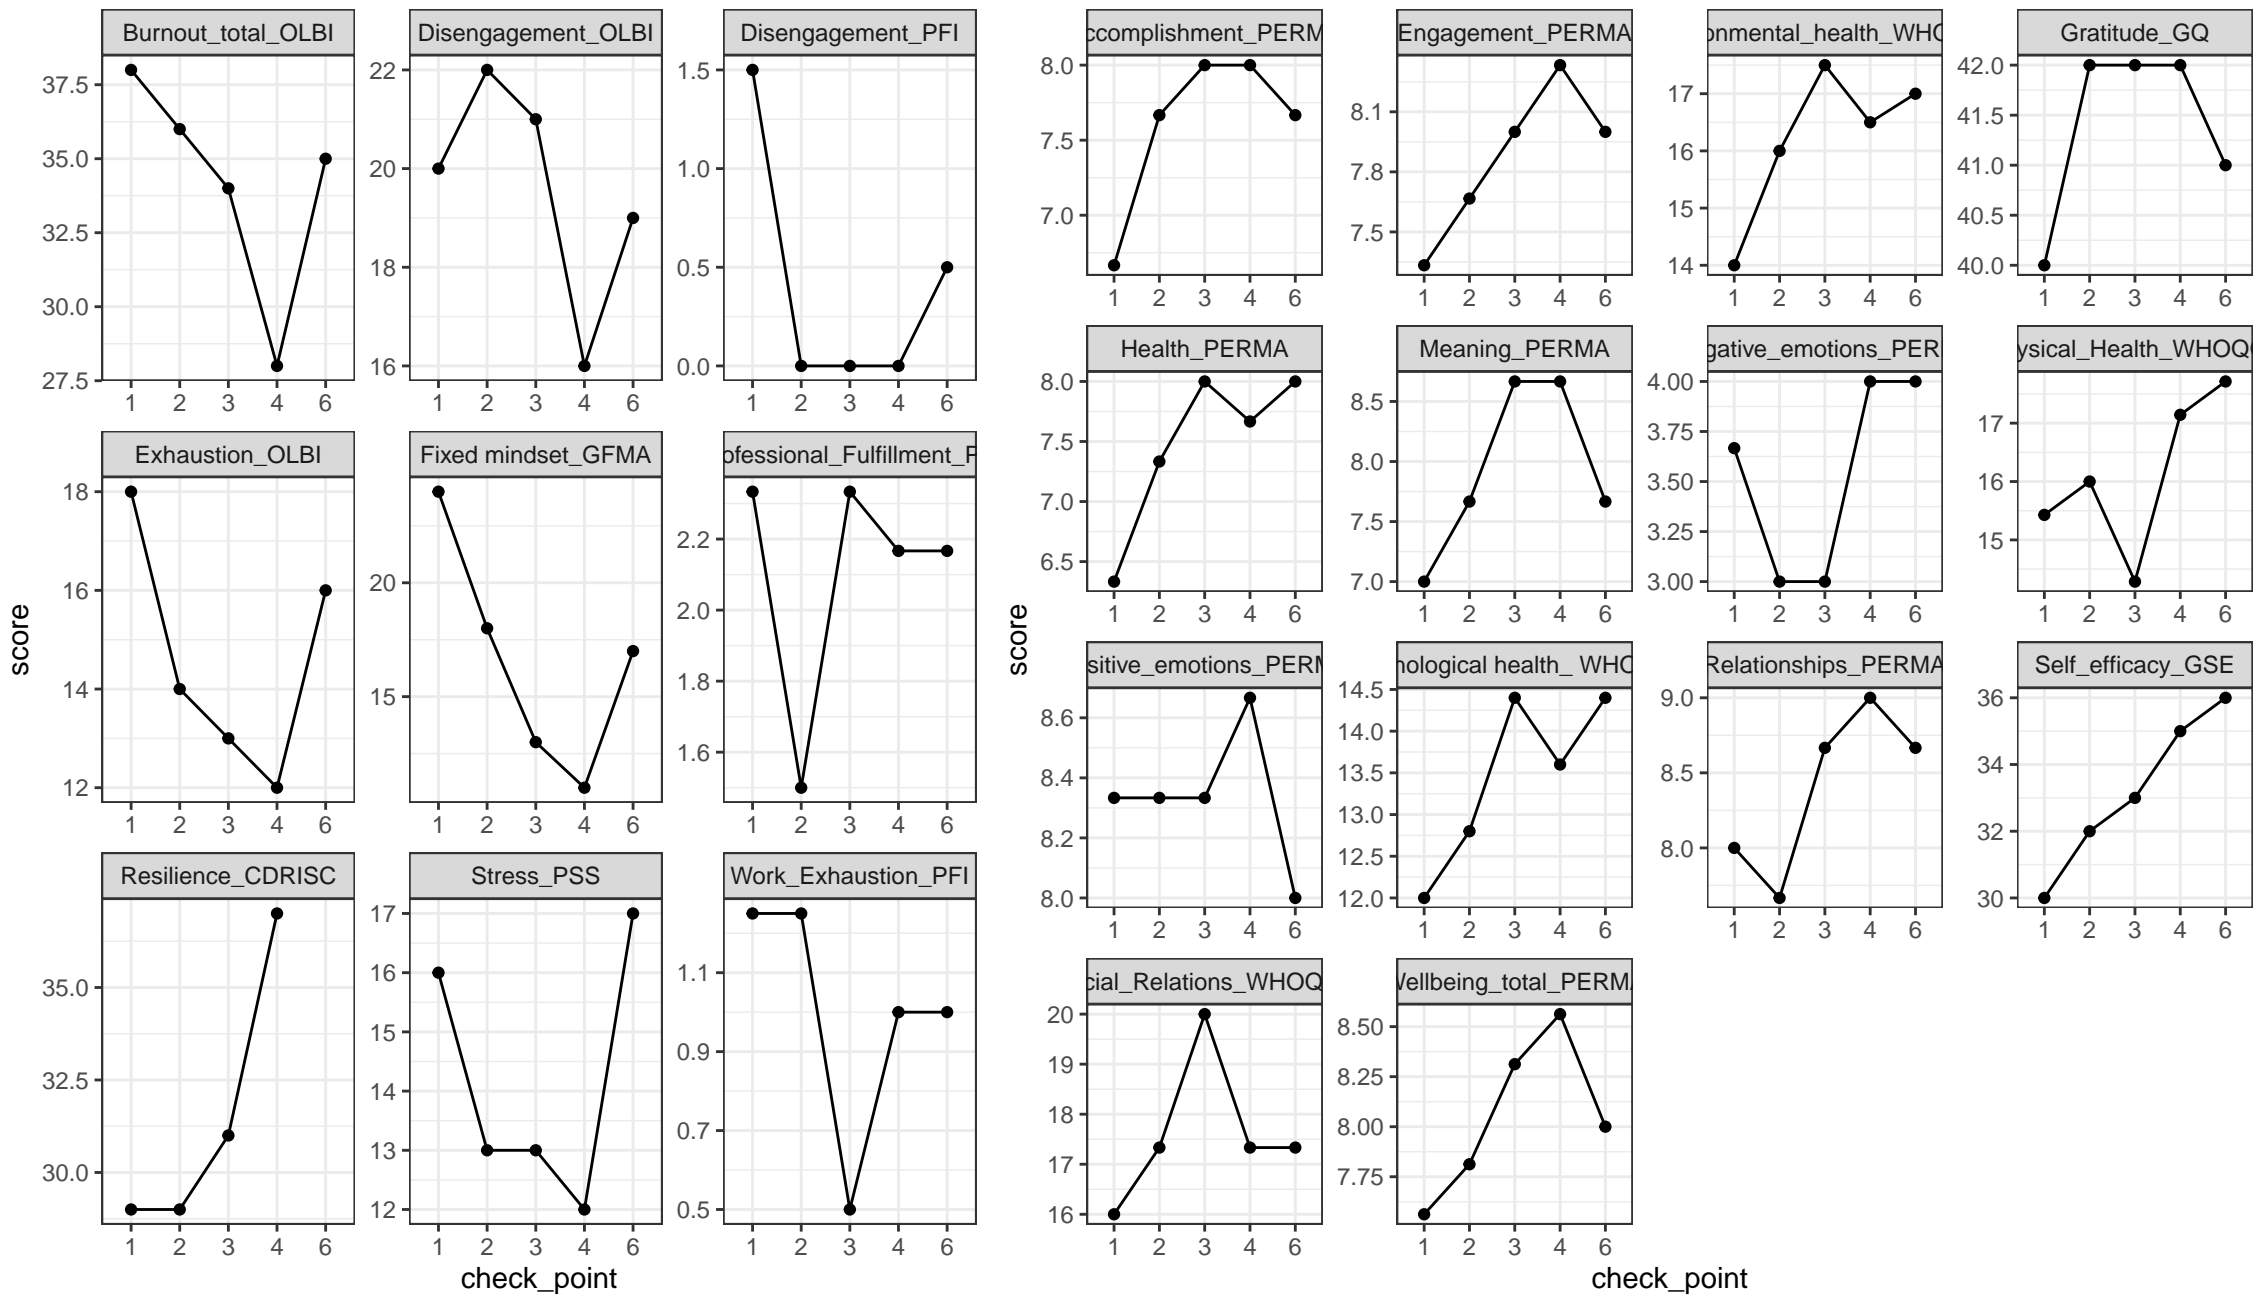 score
Burnout_total_OLBI
37.5
35.0
32.5
30.0
27.5
1 2 3 4 6
Disengagement_OLBI
22
20
18
16
1 2 3 4 6
Disengagement_PFI
1.5
1.0
0.5
0.0
1 2 3 4 6
Exhaustion_OLBI
18
16
14
12
1 2 3 4 6
Fixed mindset_GFMA
20
15
1 2 3 4 6
ofessional_Fulfillment_F
2.2
2.0
1.8
1.6
1 2 3 4 6
Resilience_CDRISC
35.0
32.5
30.0
1 2 3 4 6
Stress_PSS
17
16
15
14
13
12
1 2 3 4 6
Work_Exhaustion_PFI
1.1
0.9
0.7
0.5
1 2 3 4 6
check_point
score
ccomplishment_PERM
8.0
7.5
7.0
1 2 3 4 6
Engagement_PERMA
8.1
7.8
7.5
1 2 3 4 6
onmental_health_WHO
17
16
15
14
1 2 3 4 6
Gratitude_GQ
42.0
41.5
41.0
40.5
40.0
1 2 3 4 6
Health_PERMA
8.0
7.5
7.0
6.5
1 2 3 4 6
Meaning_PERMA
8.5
8.0
7.5
7.0
1 2 3 4 6
gative_emotions_PER
4.00
3.75
3.50
3.25
3.00
1 2 3 4 6
ysical_Health_WHOQ
17
16
15
1 2 3 4 6
sitive_emotions_PERM
8.6
8.4
8.2
8.0
1 2 3 4 6
hological health_ WHO
14.5
14.0
13.5
13.0
12.5
12.0
1 2 3 4 6
Relationships_PERMA
9.0
8.5
8.0
1 2 3 4 6
Self_efficacy_GSE
36
34
32
30
1 2 3 4 6
cial_Relations_WHOQ
20
19
18
17
16
1 2 3 4 6
Wellbeing_total_PERMA
8.50
8.25
8.00
7.75
1 2 3 4 6
check_point